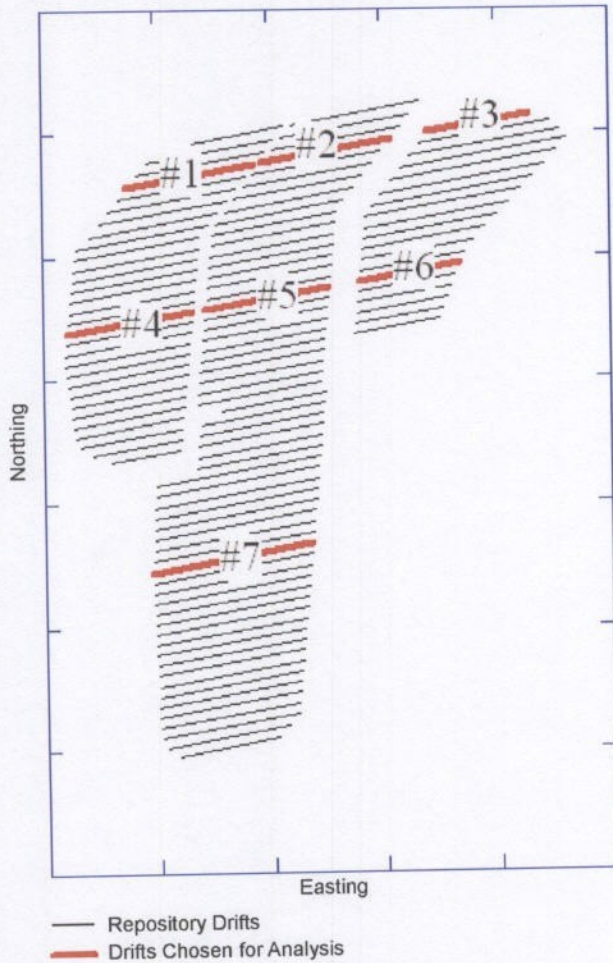 #3
#2
#1
#6
#5
#4
#7
Northing
Easting
Repository Drifts
Drifts Chosen for Analysis